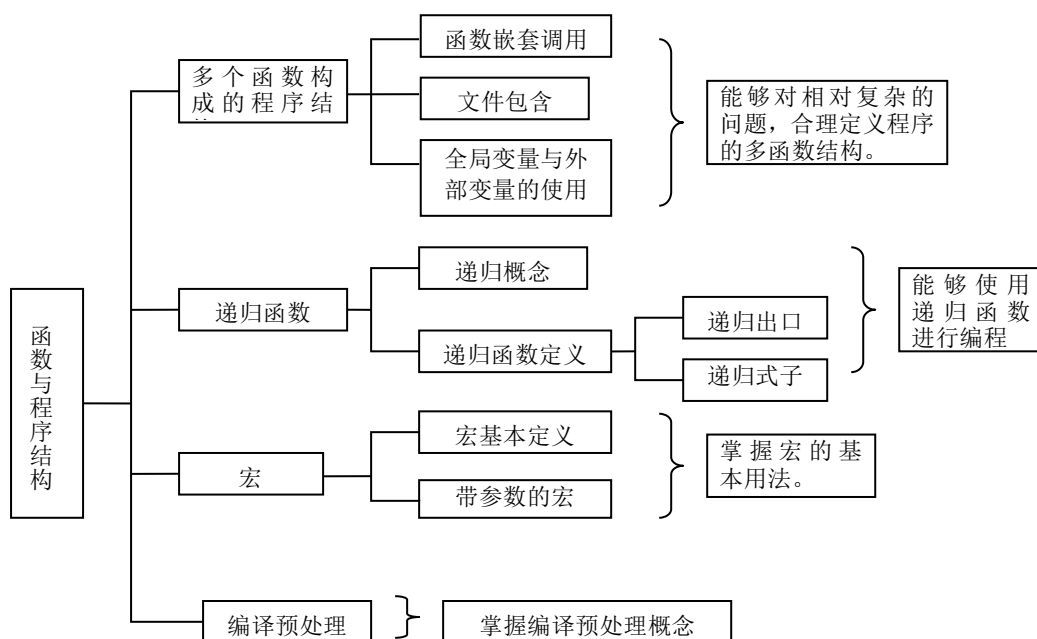 函数嵌套调用
多个函数构
成的程序结
文件包含
能够对相对复杂的
问题，合理定义程序
的多函数结构。
全局变量与外
部变量的使用
递归概念
递归函数
递归函数定义
递归出口
递归式子
能够使用
递归函数
进行编程
函数与程序结构
宏基本定义
宏
带参数的宏
掌握宏的基
本用法。
编译预处理
掌握编译预处理概念